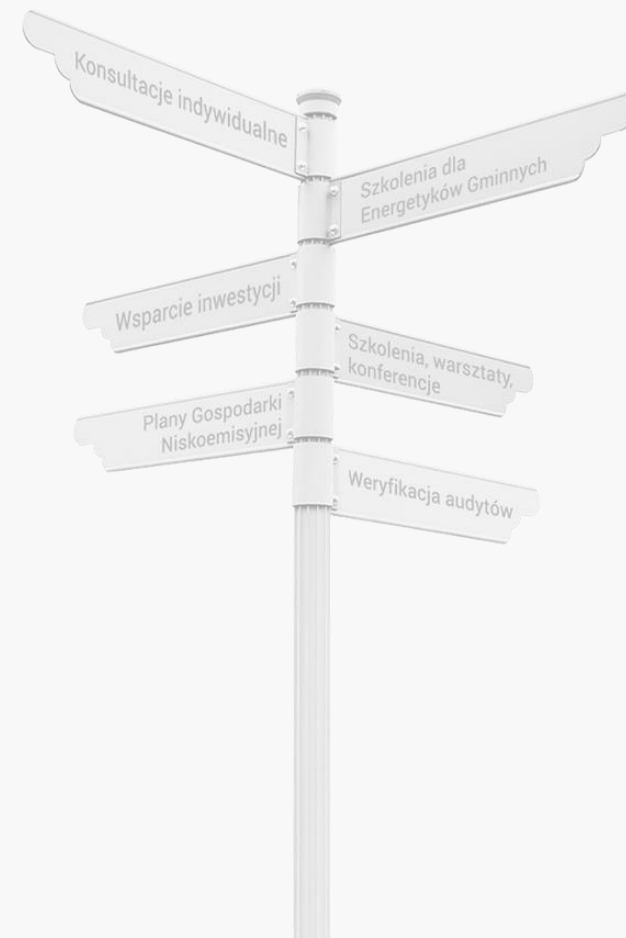 Konsultacje indywidualne
Szkolenia dla
Energetyków Gminnych
Wsparcie inwestycji
Szkolenia, warsztaty,
konferencje
Plany Gospodarki
Niskoemisyjnej
Weryfikacja audytów